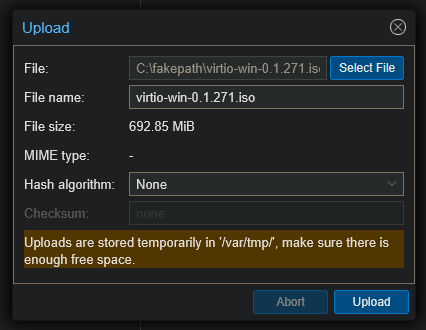 Upload
File: C:\fakepath\virtio-win-0.1.271.iso Select File
File name: virtio-win-0.1.271.iso
File size: 692.85 MiB
MIME type: -
Hash algorithm: None
Checksum: none
Uploads are stored temporarily in '/var/tmp/', make sure there is
enough free space.
Abort Upload